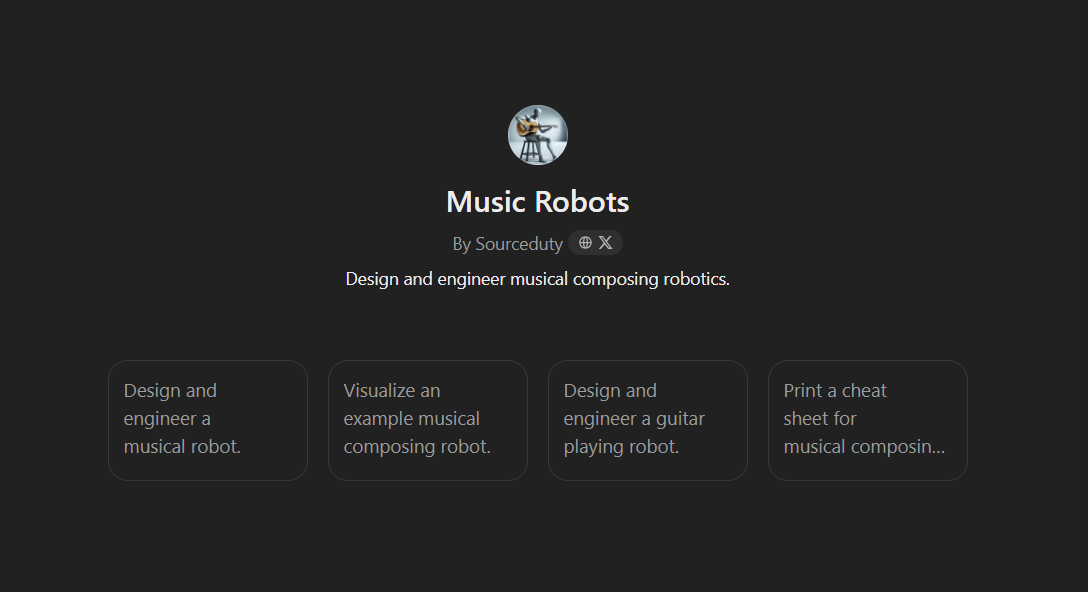 Music Robots
By Sourceduty
Design and engineer musical composing robotics.
Design and
engineer a
musical robot.
Visualize an
example musical
composing robot.
Design and
engineer a guitar
playing robot.
Print a cheat
sheet for
musical composin...